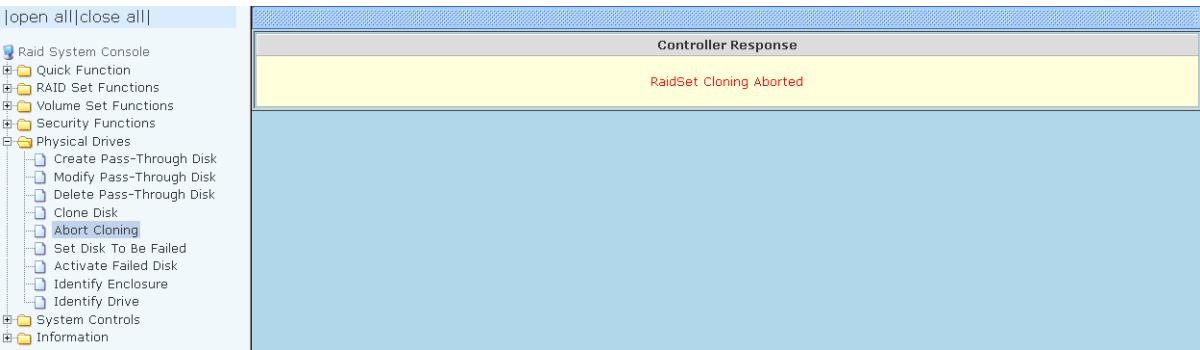 |open all|close all|
Raid System Console
Quick Function
RAID Set Functions
Volume Set Functions
Security Functions
Physical Drives
Create Pass-Through Disk
Modify Pass-Through Disk
Delete Pass-Through Disk
Clone Disk
Abort Cloning
Set Disk To Be Failed
Activate Failed Disk
Identify Enclosure
Identify Drive
System Controls
Information
Controller Response
RaidSet Cloning Aborted